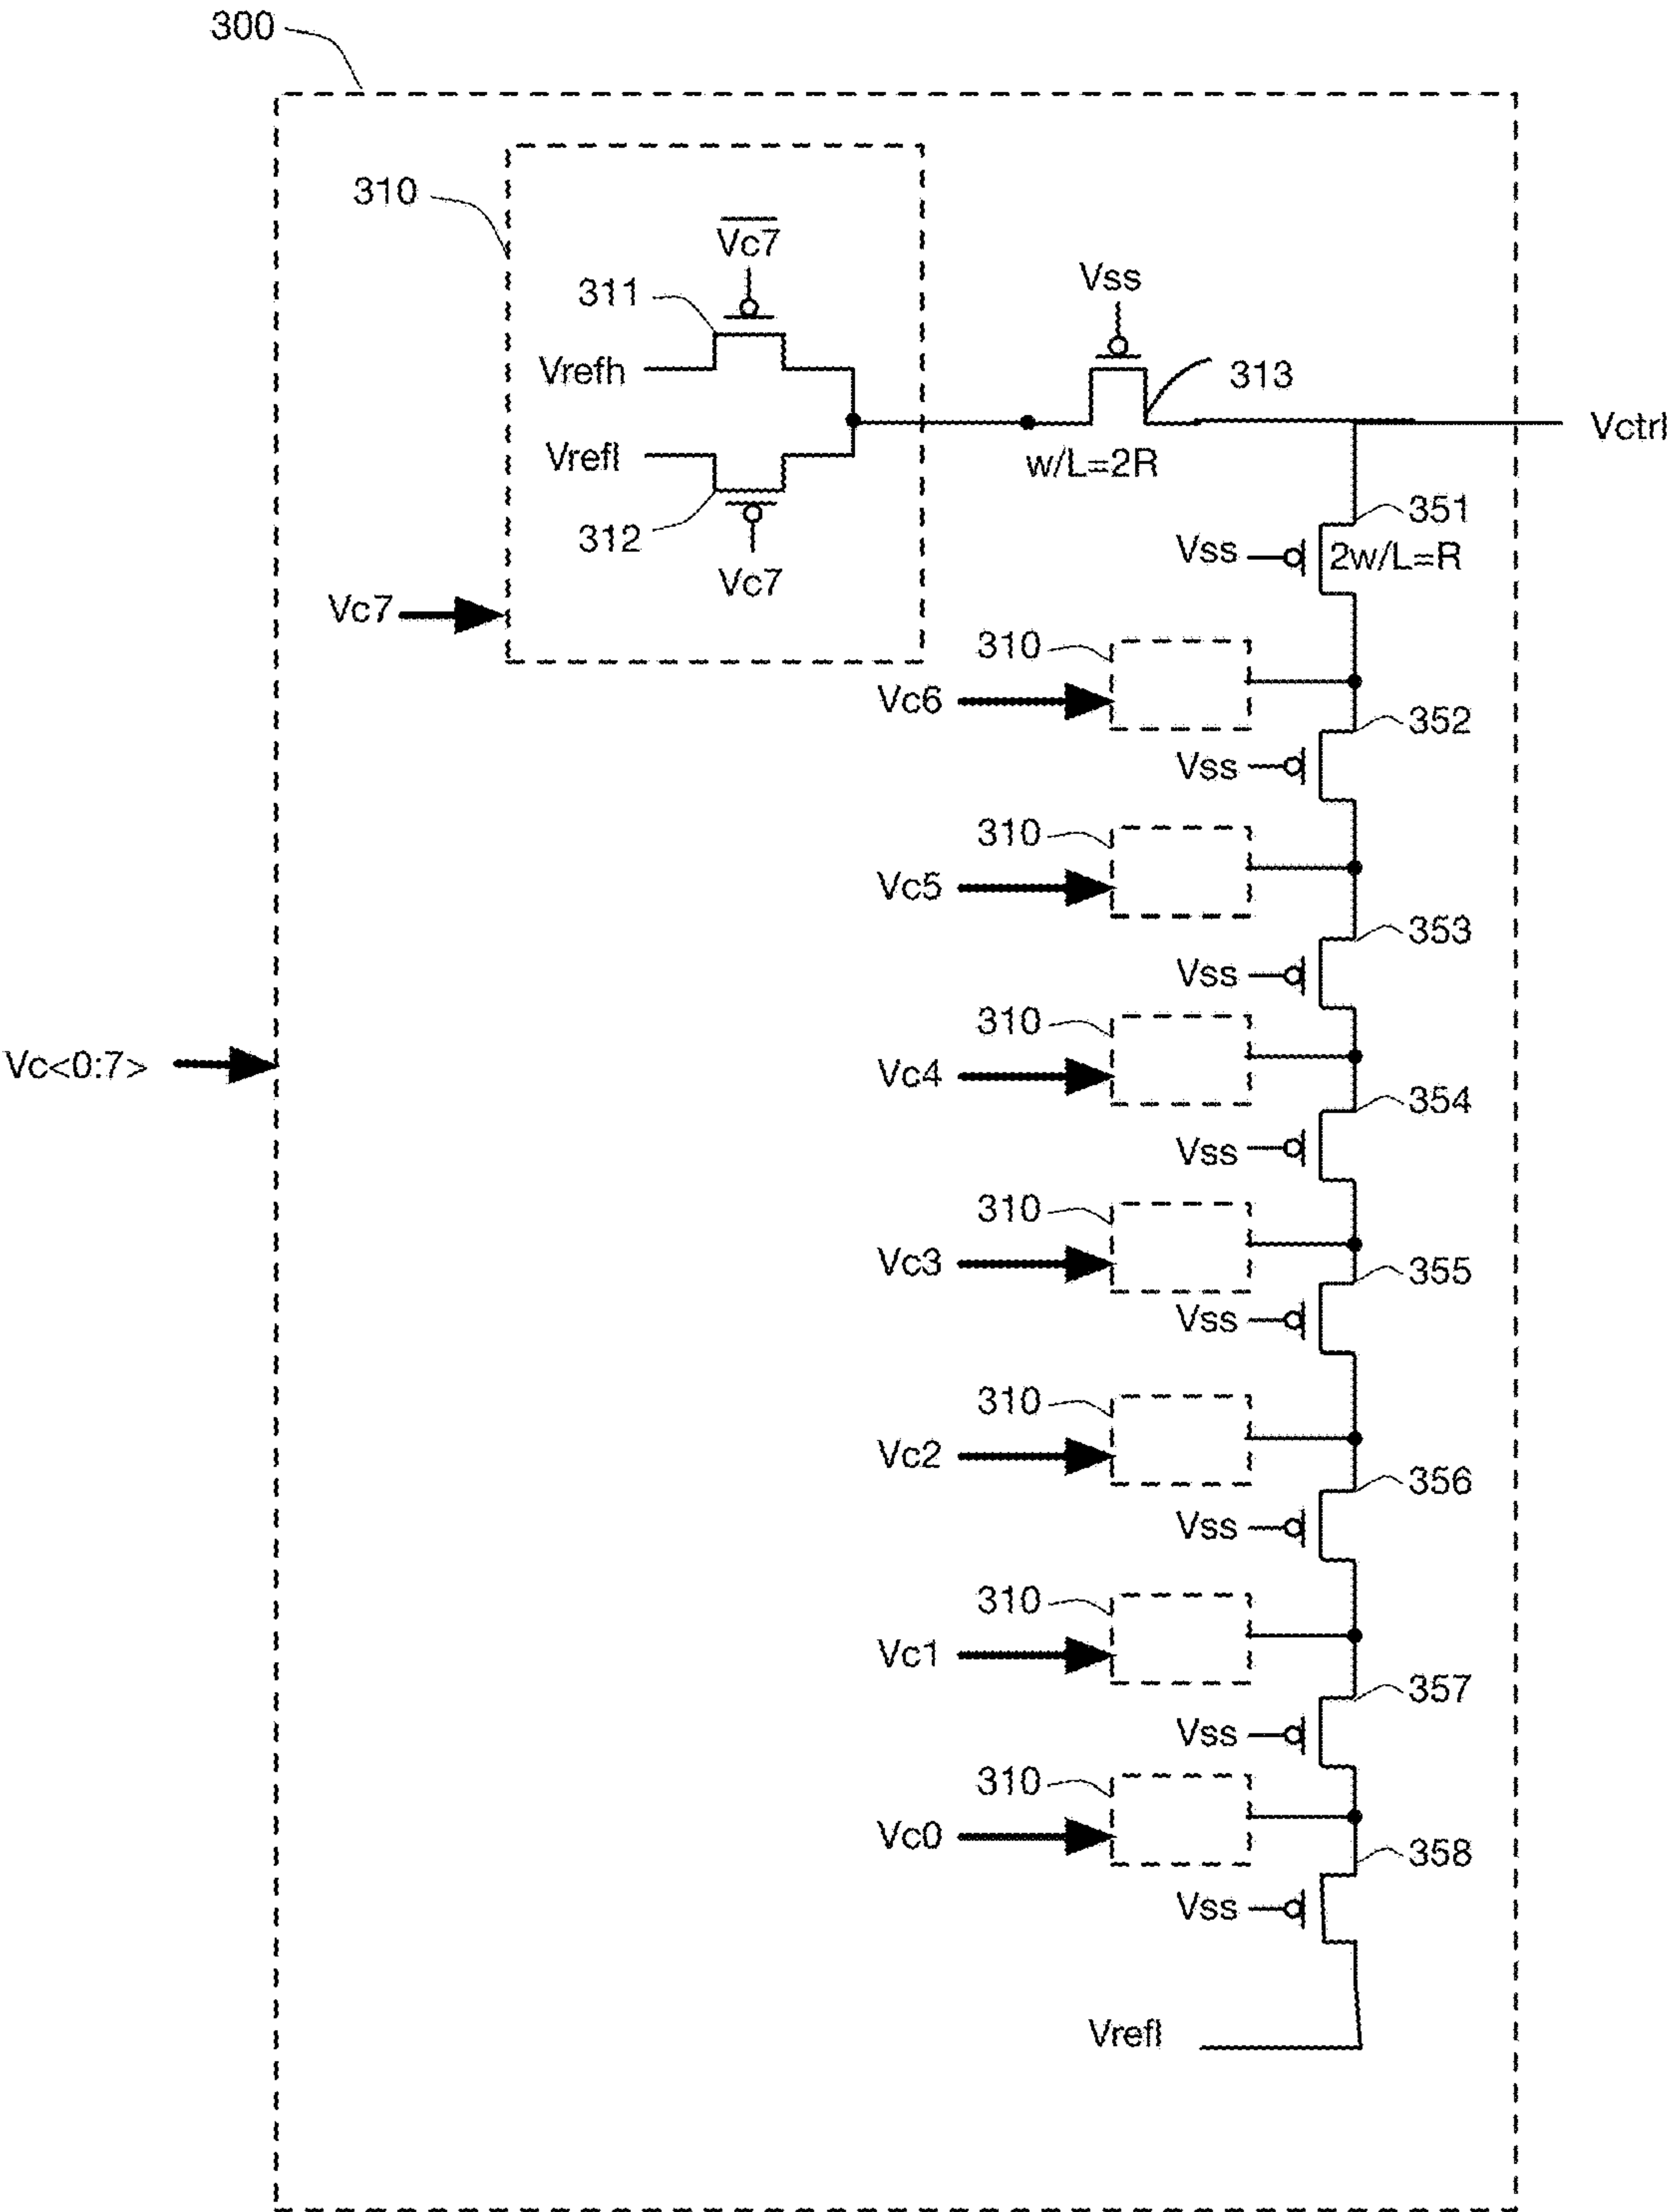 300
310
V̅c̅7̅
311
Vrefh
Vss
313
Vctrl
Vrefl
w/L=2R
312
Vc7
351
Vss
2w/L=R
Vc7
310
Vc6
352
Vss
310
Vc5
353
Vss
310
Vc<0:7>
Vc4
354
Vss
310
Vc3
355
Vss
310
Vc2
356
Vss
310
Vc1
357
Vss
310
Vc0
358
Vss
Vrefl